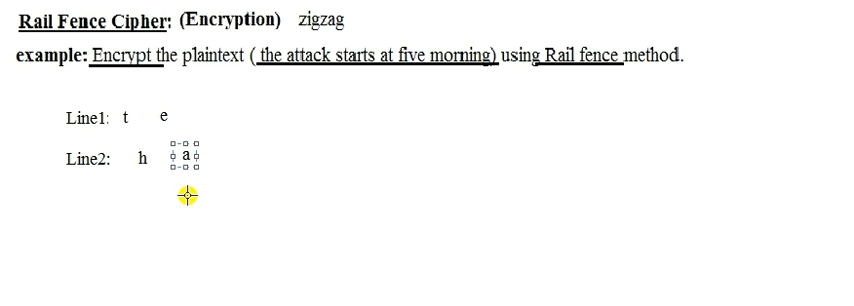 Rail Fence Cipher: (Encryption) zigzag
example: Encrypt the plaintext ( the attack starts at five morning) using Rail fence method.
Line1: t e
Line2: h a